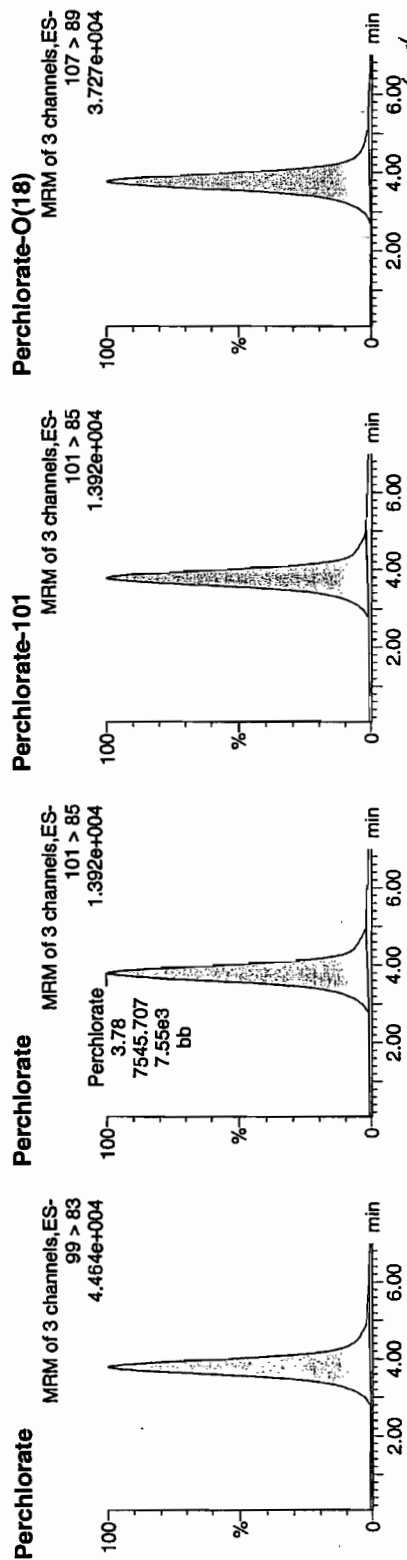 Perchlorate
MRM of 3 channels,ES-
99 > 83
4.464e+004
100
%
0
2.00
4.00
6.00
min
Perchlorate
MRM of 3 channels,ES-
101 > 85
1.392e+004
100
Perchlorate
3.78
7545.707
7.55e3
bb
%
0
2.00
4.00
6.00
min
Perchlorate-101
MRM of 3 channels,ES-
101 > 85
1.392e+004
100
%
0
2.00
4.00
6.00
min
Perchlorate-O(18)
MRM of 3 channels,ES-
107 > 89
3.727e+004
100
%
0
2.00
4.00
6.00
min